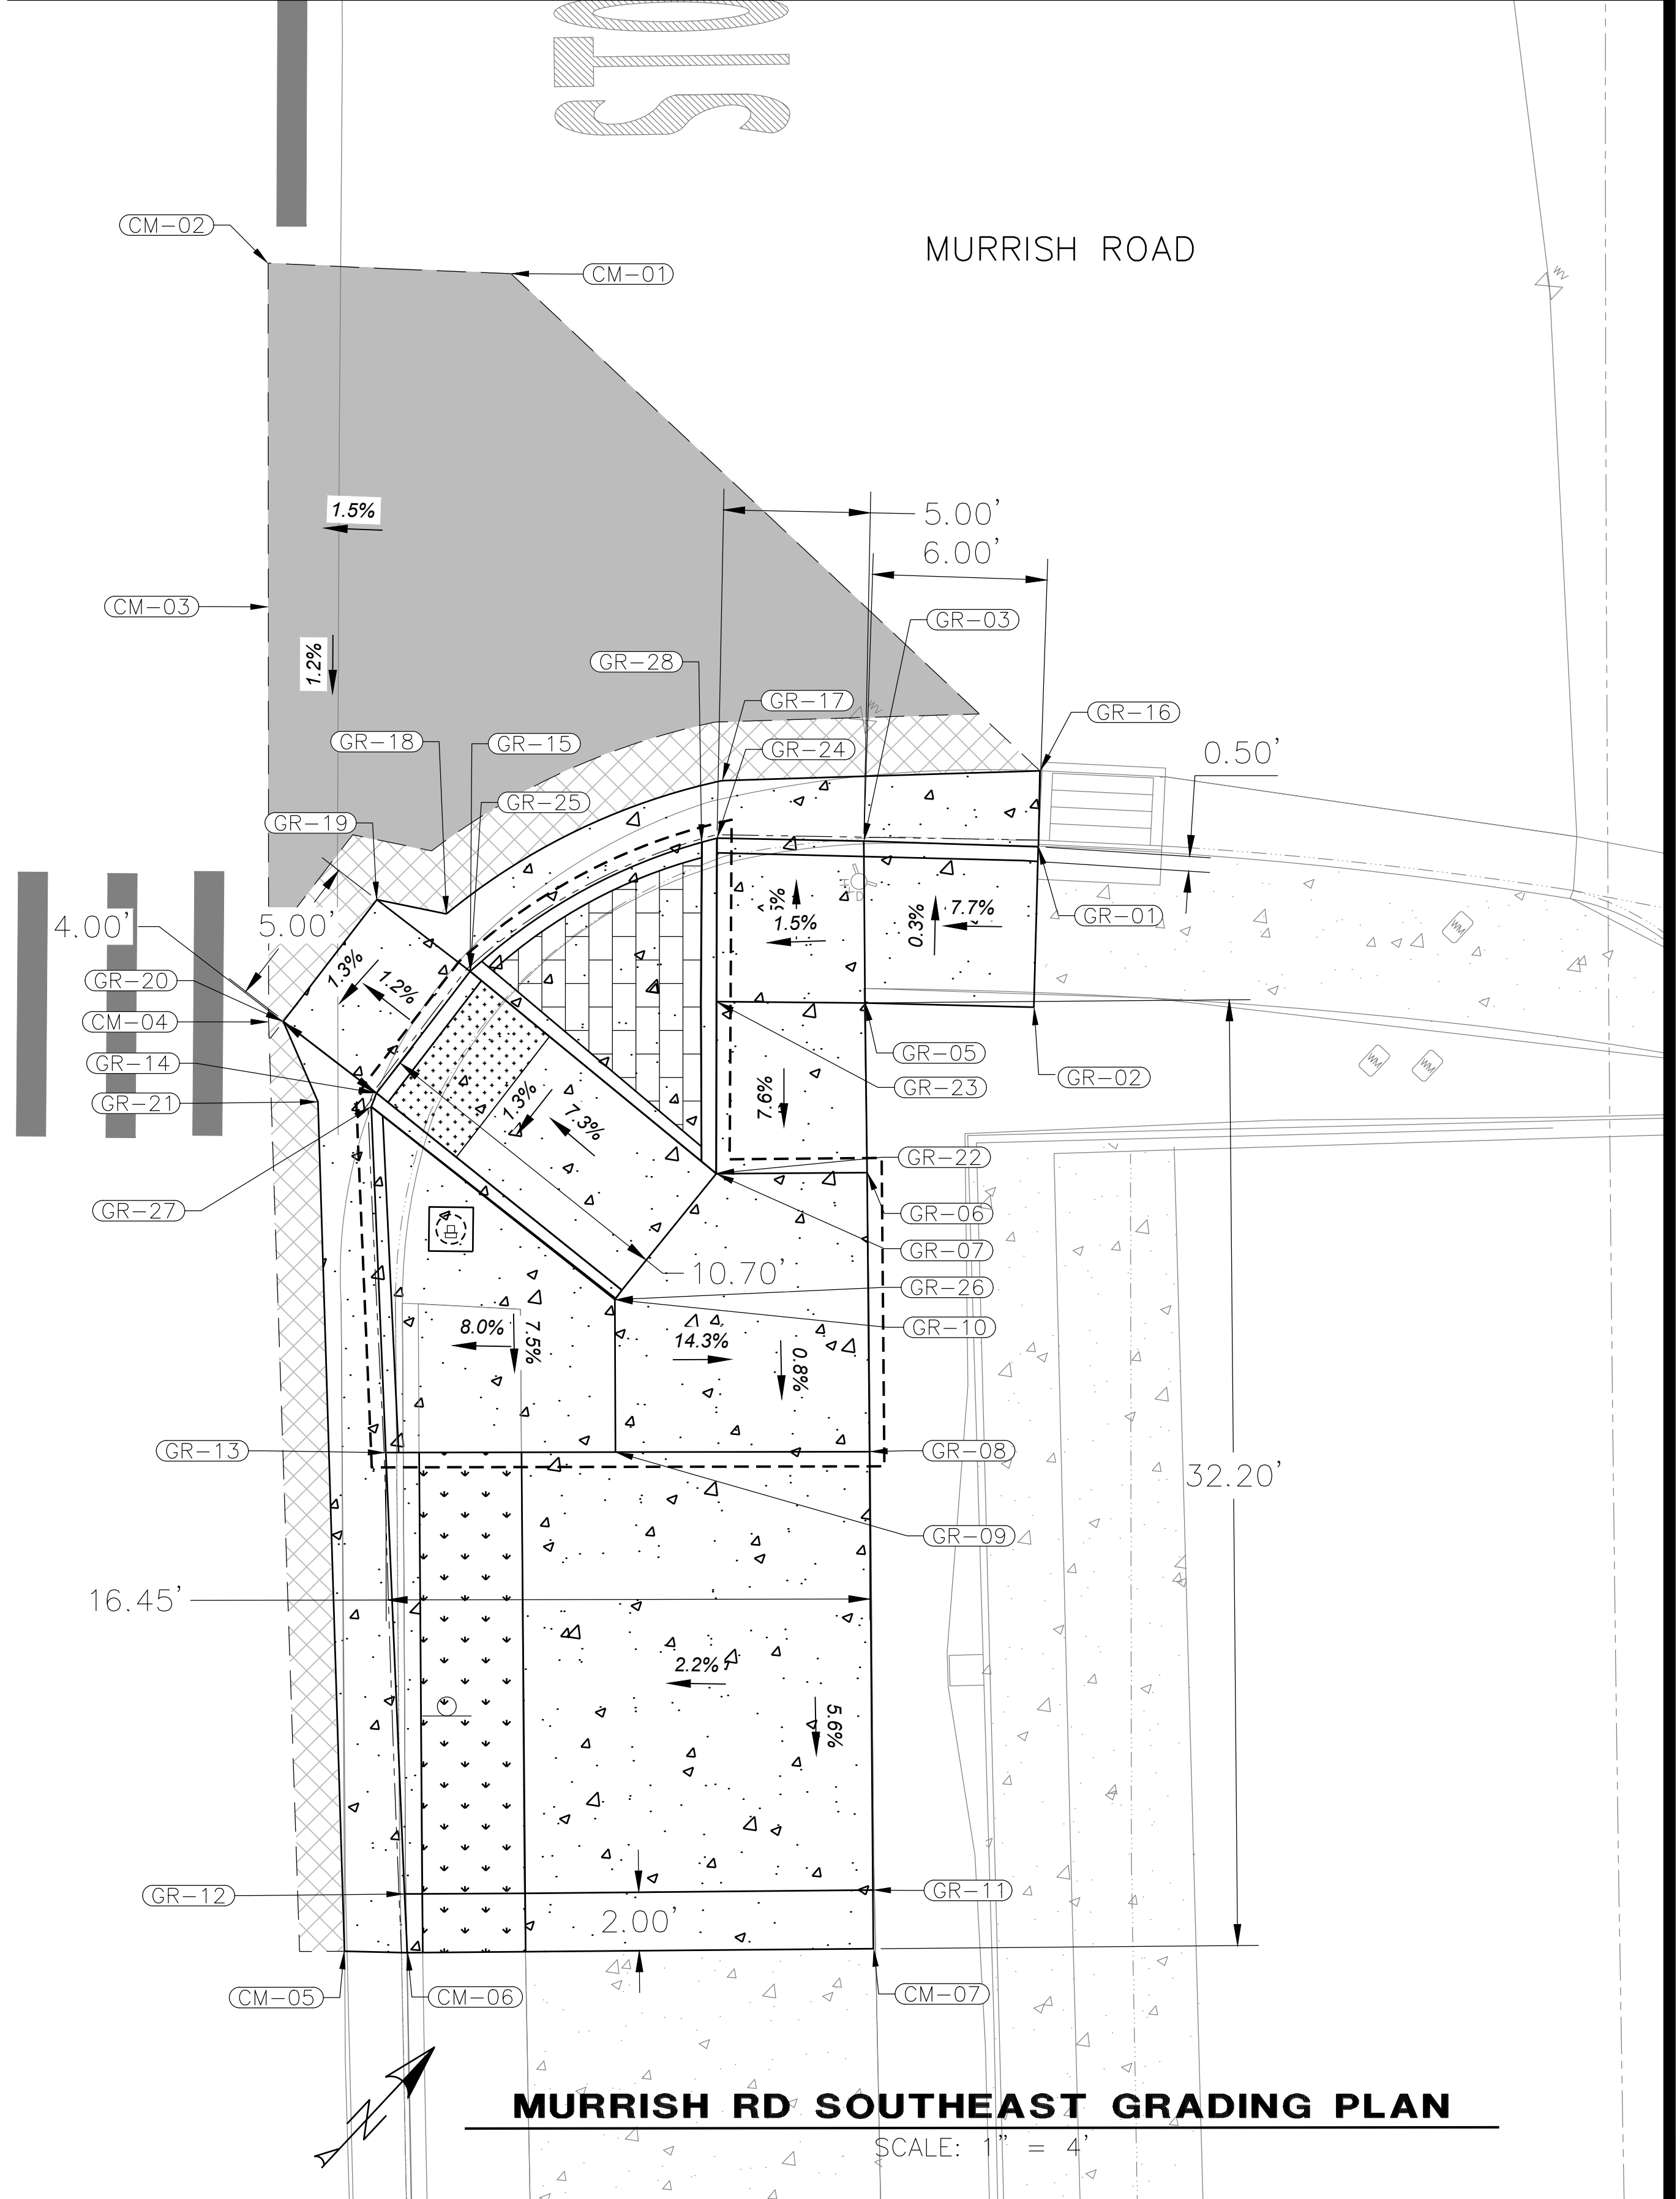 STO
CM-02
MURRISH ROAD
CM-01
WV
1.5%
5.00'
6.00'
CM-03
GR-03
1.2%
GR-28
GR-17
WV
GR-16
GR-18
GR-15
GR-24
0.50'
GR-25
GR-19
4.00'
5.00'
1.5%
0.3%
7.7%
GR-01
WM
1.3%
1.2%
GR-20
CM-04
GR-14
GR-05
WM
WM
GR-21
GR-23
GR-02
1.3%
7.3%
7.6%
GR-22
GR-27
GR-06
GR-07
10.70'
GR-26
8.0%
7.5%
14.3%
0.8%
GR-10
GR-13
GR-08
32.20'
GR-09
16.45'
2.2%
5.6%
GR-12
GR-11
2.00'
CM-05
CM-06
CM-07
N
MURRISH RD SOUTHEAST GRADING PLAN
SCALE: 1" = 4'